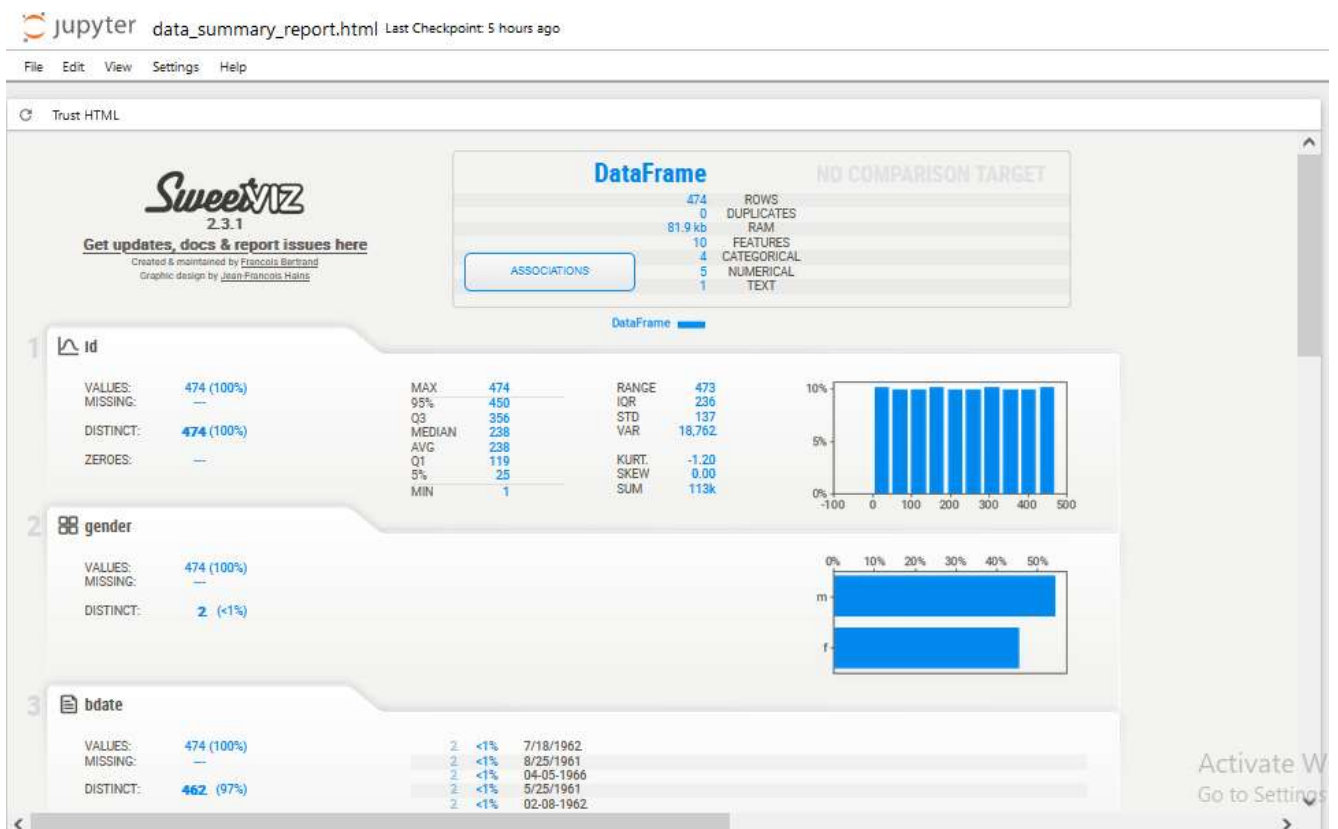 jupyter data_summary_report.html Last Checkpoint: 5 hours ago
File Edit View Settings Help
Trust HTML
SweetVIZ
2.3.1
Get updates, docs & report issues here
Created & maintained by Francois Bertrand
Graphic design by Jean-Francois Hains
DataFrame NO COMPARISON TARGET
474 ROWS
0 DUPLICATES
81.9 kb RAM
10 FEATURES
4 CATEGORICAL
5 NUMERICAL
1 TEXT
ASSOCIATIONS
DataFrame
1 id
VALUES: 474 (100%)
MISSING: ---
DISTINCT: 474 (100%)
ZEROES: ---
MAX 474
95% 450
Q3 356
MEDIAN 238
AVG 238
Q1 119
5% 25
MIN 1
RANGE 473
IQR 236
STD 137
VAR 18,762
KURT. -1.20
SKEW 0.00
SUM 113k
10%
5%
0%
-100 0 100 200 300 400 500
2 gender
VALUES: 474 (100%)
MISSING: ---
DISTINCT: 2 (<1%)
0% 10% 20% 30% 40% 50%
m
f
3 bdate
VALUES: 474 (100%)
MISSING: ---
DISTINCT: 462 (97%)
2 <1% 7/18/1962
2 <1% 8/25/1961
2 <1% 04-05-1966
2 <1% 5/25/1961
2 <1% 02-08-1962
Activate W
Go to Settings